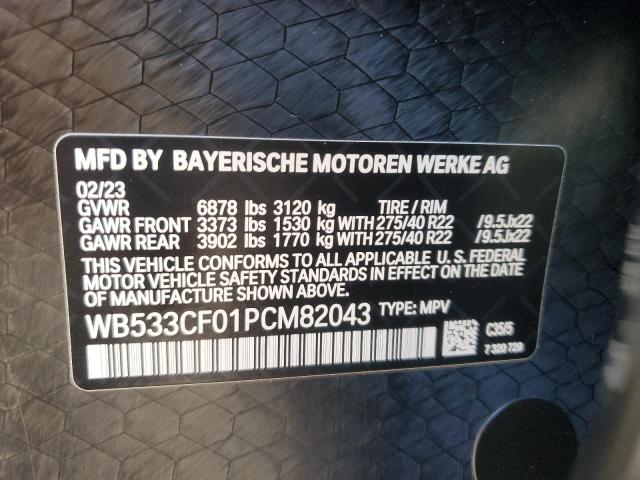 MFD BY BAYERISCHE MOTOREN WERKE AG
02/23
GVWR 6878 lbs 3120 kg TIRE / RIM
GAWR FRONT 3373 lbs 1530 kg WITH 275/40 R22 /9.5Jx22
GAWR REAR 3902 lbs 1770 kg WITH 275/40 R22 /9.5Jx22
THIS VEHICLE CONFORMS TO ALL APPLICABLE U. S. FEDERAL
MOTOR VEHICLE SAFETY STANDARDS IN EFFECT ON THE DATE
OF MANUFACTURE SHOWN ABOVE.
WB533CF01PCM82043 TYPE: MPV
C35/5
7 320 729